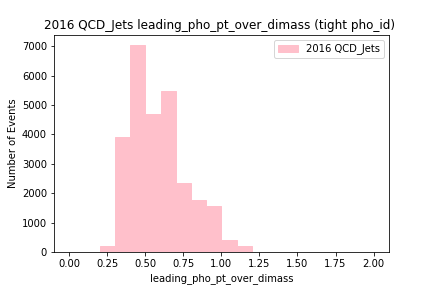 2016 QCD_Jets leading_pho_pt_over_dimass (tight pho_id)
2016 QCD_Jets
Number of Events
7000
6000
5000
4000
3000
2000
1000
0
0.00 0.25 0.50 0.75 1.00 1.25 1.50 1.75 2.00
leading_pho_pt_over_dimass